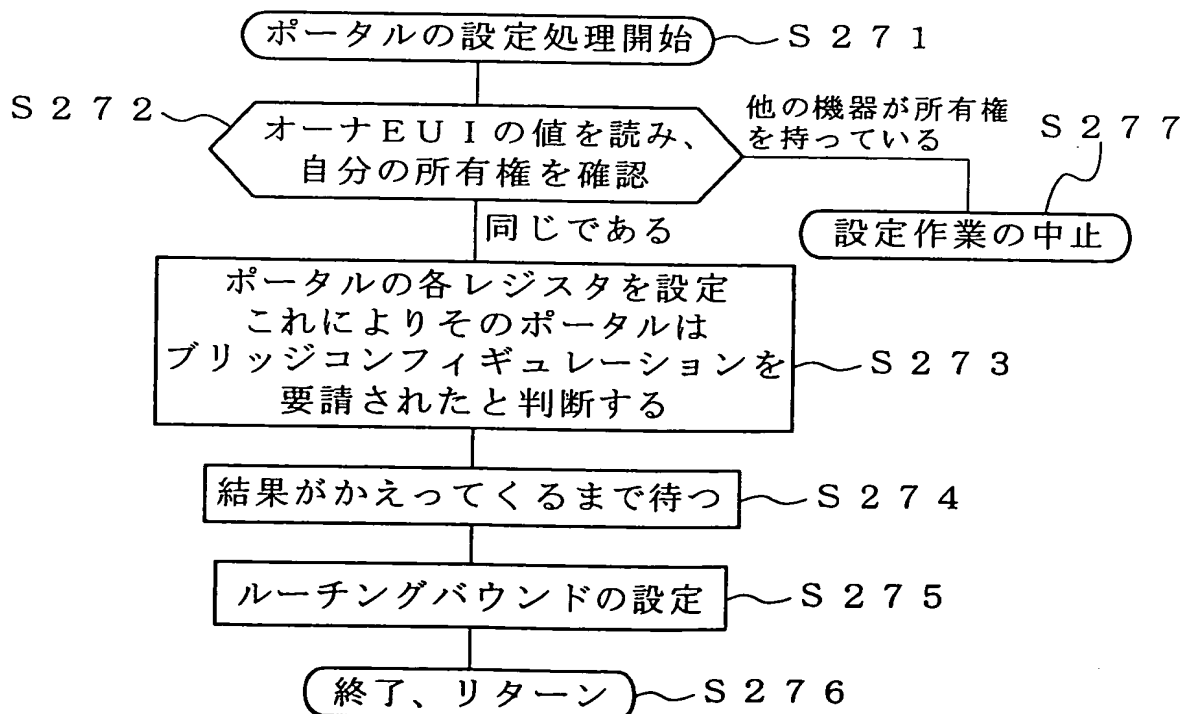 ポータルの設定処理開始
S271
S272
オーナEUIの値を読み、
自分の所有権を確認
他の機器が所有権
を持っている
S277
設定作業の中止
同じである
ポータルの各レジスタを設定
これによりそのポータルは
ブリッジコンフィギュレーションを
要請されたと判断する
S273
結果がかえってくるまで待つ
S274
ルーチングバウンドの設定
S275
終了、リターン
S276